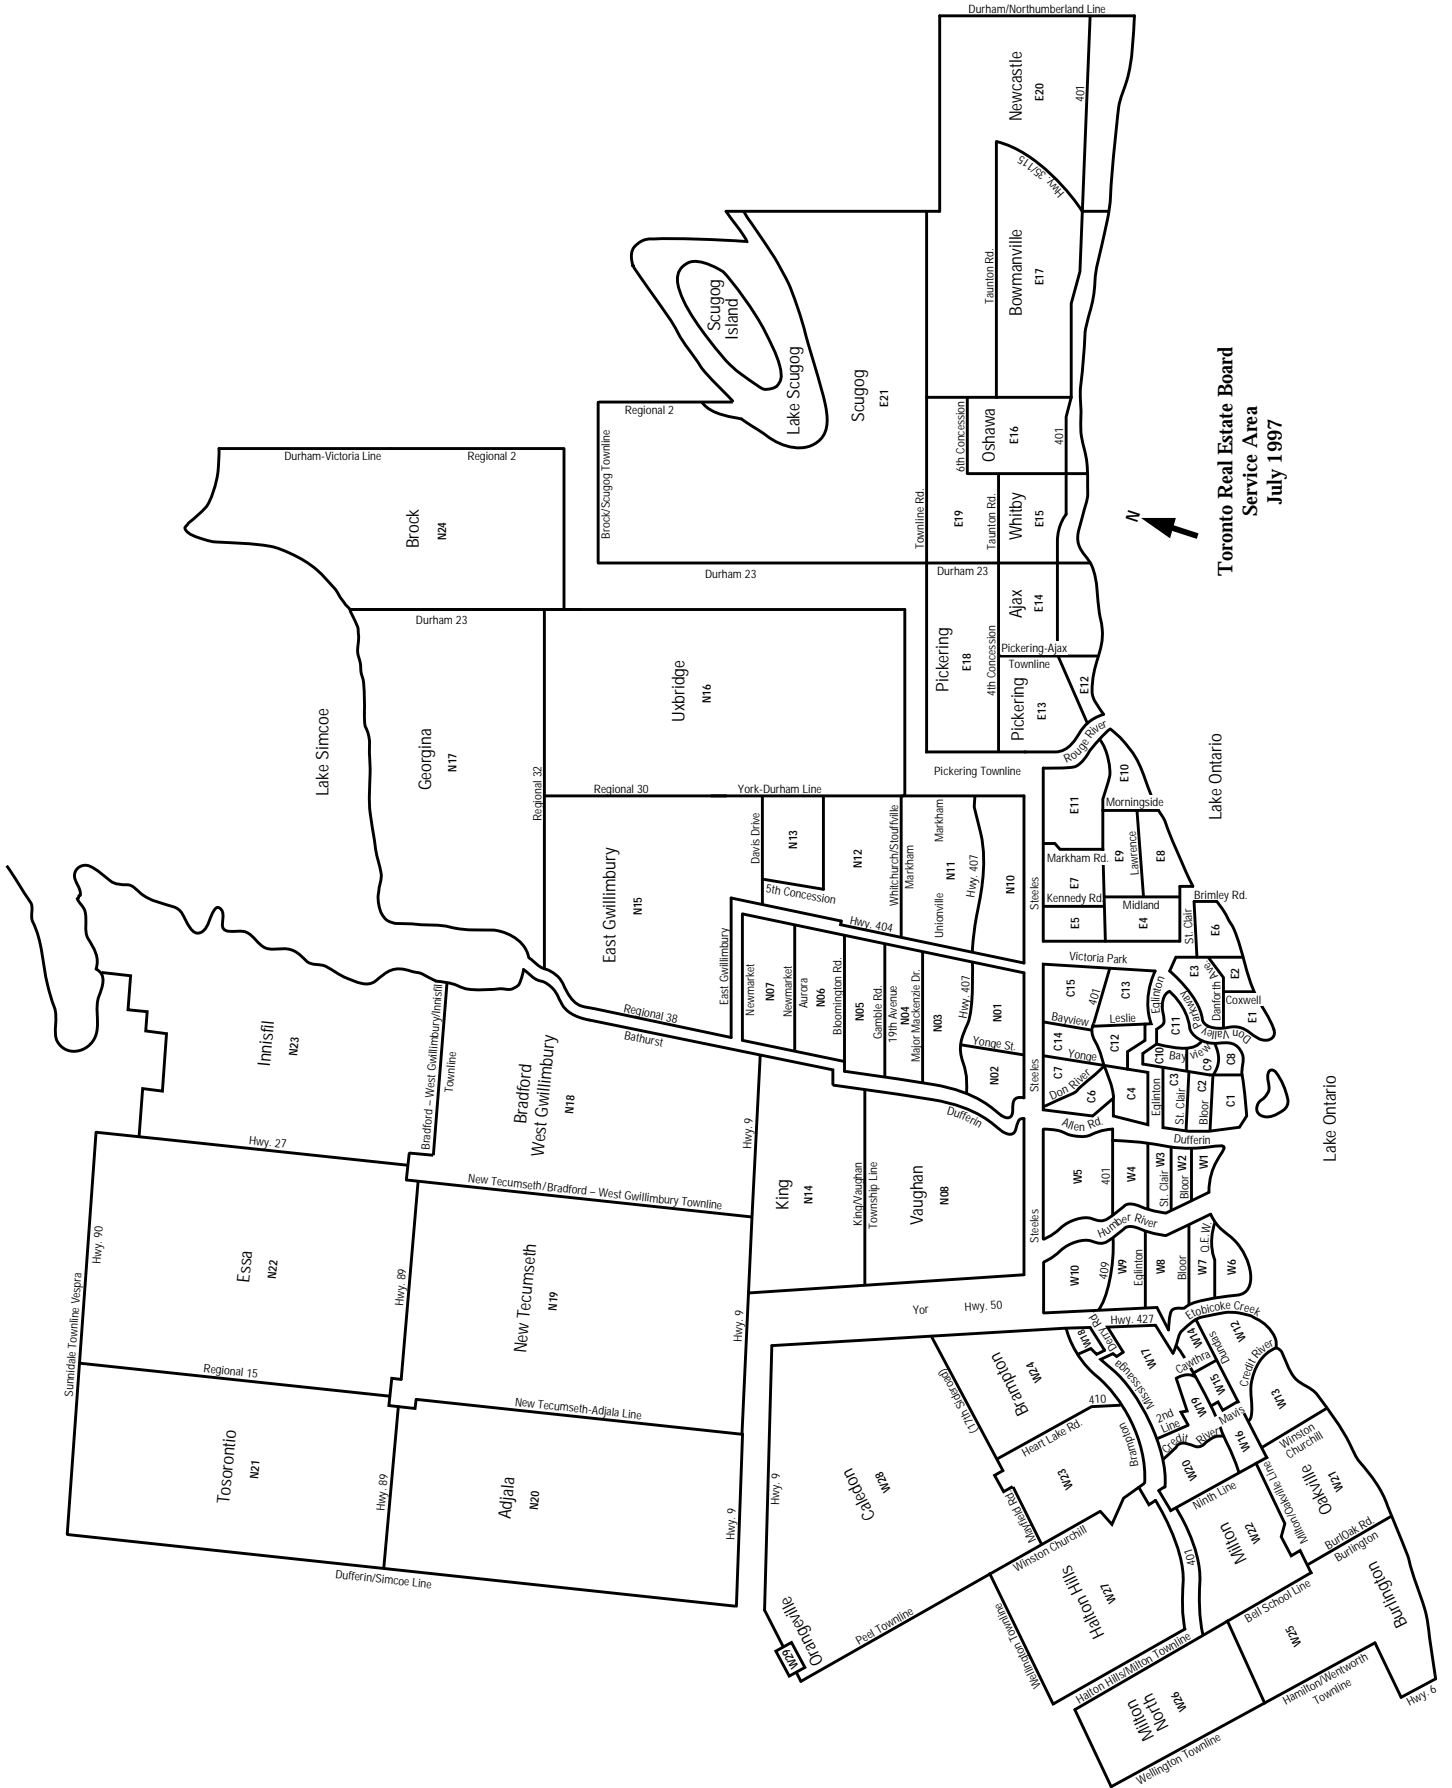 Durham/Northumberland Line
Newcastle
E20
401
Hwy. 35/115
Taunton Rd.
Bowmanville
E17
Scugog
Island
Lake Scugog
Scugog
E21
Regional 2
Brock/Scugog Townline
6th Concession
Oshawa
E16
401
Townline Rd.
E19
Taunton Rd.
Whitby
E15
Durham 23
Durham 23
Ajax
E14
Pickering-Ajax
Townline
Pickering
E18
4th Concession
Pickering
E13
E12
Rouge River
Pickering Townline
N
Toronto Real Estate Board
Service Area
July 1997
Durham-Victoria Line
Regional 2
Brock
N24
Durham 23
Lake Simcoe
Georgina
N17
Regional 32
Uxbridge
N16
Regional 30
York-Durham Line
East Gwillimbury
N15
Davis Drive
N13
5th Concession
N12
Whitchurch/Stouffville
Markham
Unionville
N11
Markham
Hwy. 407
N10
Steeles
Hwy. 404
East Gwillimbury
Newmarket
N07
Newmarket
Aurora
N06
Bloomington Rd.
N05
Gamble Rd.
19th Avenue
N04
Major Mackenzie Dr.
N03
Hwy. 407
N01
Yonge St.
N02
Steeles
Regional 38
Bathurst
Dufferin
Innisfil
N23
Bradford – West Gwillimbury/Innisfil
Townline
Bradford
West Gwillimbury
N18
Hwy. 27
New Tecumseth/Bradford – West Gwillimbury Townline
Hwy. 9
King
N14
King/Vaughan
Township Line
Vaughan
N08
Steeles
Hwy. 90
Sunnidale Townline Vespra
Essa
N22
Hwy. 89
New Tecumseth
N19
Hwy. 9
Regional 15
New Tecumseth-Adjala Line
Tosorontio
N21
Hwy. 89
Adjala
N20
Hwy. 9
Dufferin/Simcoe Line
Yor
Hwy. 50
Lake Ontario
E11
E10
Morningside
Markham Rd.
E9
Lawrence
E8
E7
Kennedy Rd
Midland
E5
E4
St. Clair
Brimley Rd.
E6
Victoria Park
E3
Danforth Ave
E2
Coxwell
E1
Don Valley Parkway
C15
401
C13
Eglinton
Bayview
Leslie
C11
C14
C12
Yonge
C10
Bay
view
C9
C8
C7
Don River
C6
C4
Eglinton
C3
St. Clair
C2
Bloor
C1
Allen Rd.
Dufferin
Lake Ontario
W5
401
W4
W3
St. Clair
W2
Bloor
W1
Humber River
W10
409
W9
Eglinton
W8
Bloor
W7
Q.E.W.
W6
Hwy. 427
Etobicoke Creek
W18
Derry Rd
W17
W14
Dundas
W12
Cawthra
W15
Credit River
W13
Mississauga
2nd
Line
W19
Mavis
Credit
River
W20
W16
Winston
Churchill
Brampton
W24
(17th Sideroad)
410
Heart Lake Rd.
Brampton
W23
Mayfield Rd
Hwy. 9
Caledon
W28
Winston Churchill
Ninth Line
Milton/Oakville Line
Oakville
W21
BurlOak Rd.
Burlington
Milton
W22
401
Halton Hills
W27
Wellington Townline
Peel Townline
Orangeville
W29
Bell School Line
Burlington
W25
Hamilton/Wentworth
Townline
Hwy. 6
Halton Hills/Milton Townline
Milton
North
W26
Wellington Townline